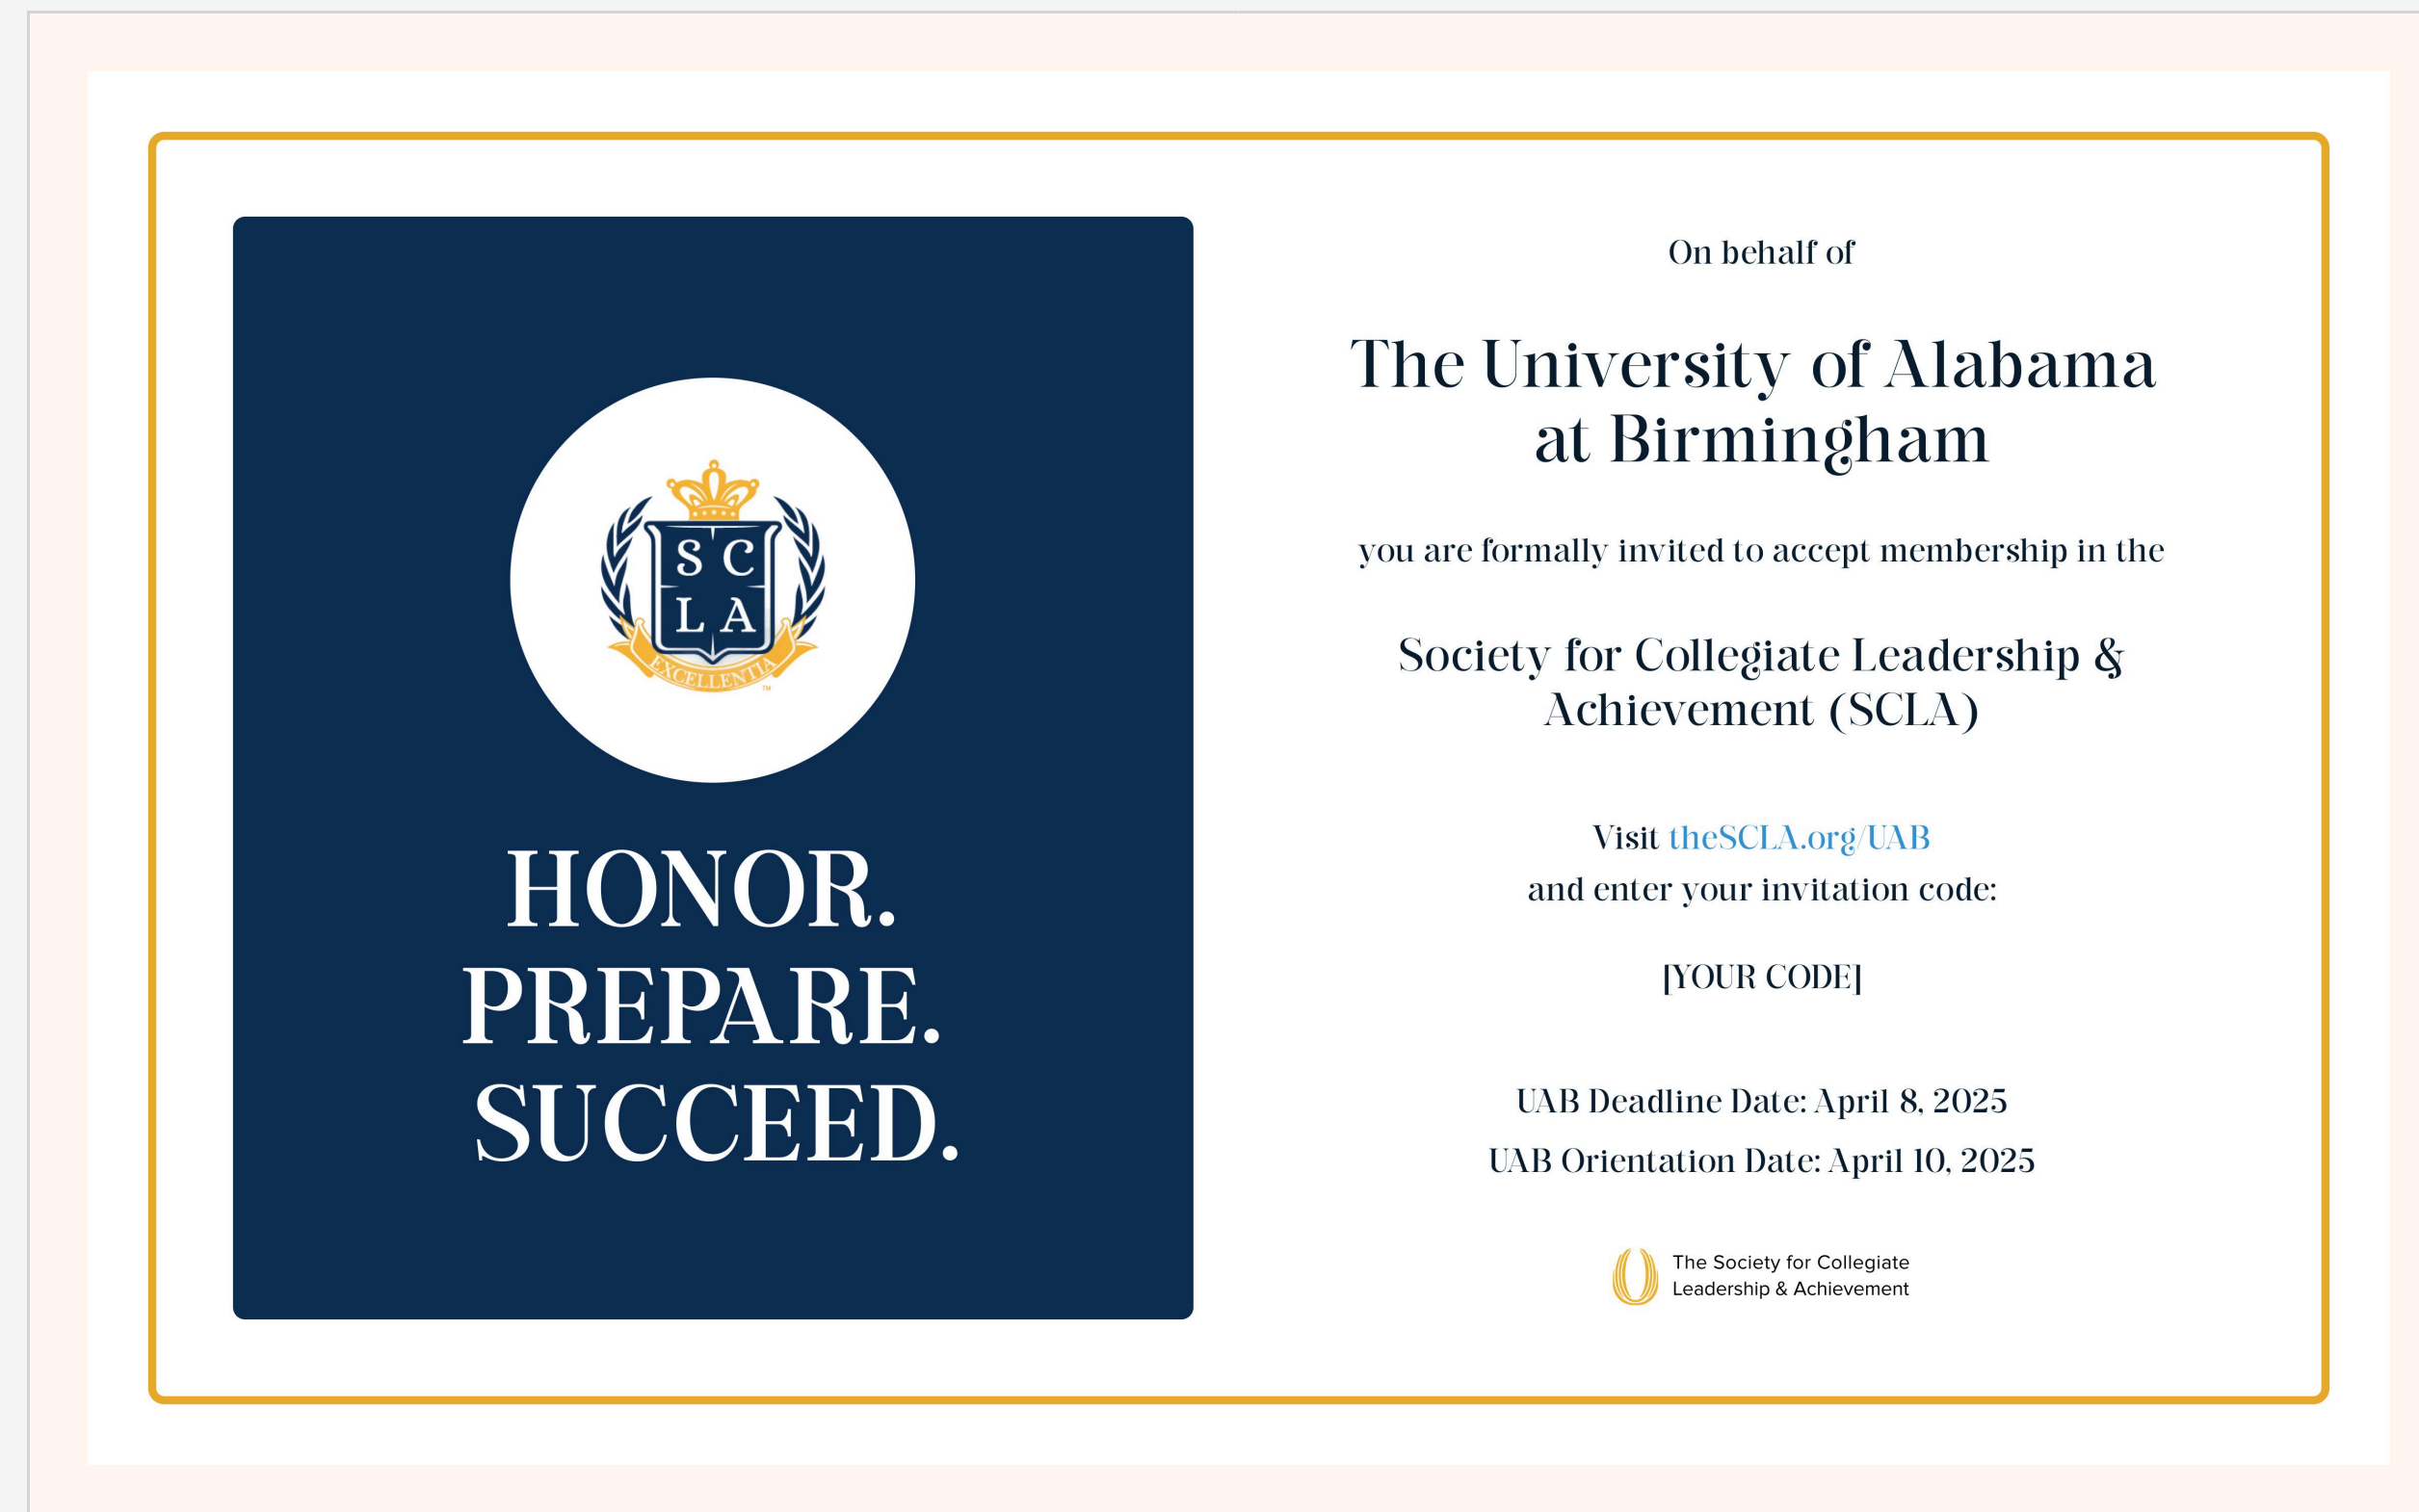 S C
L A
EXCELLENTIA
TM
HONOR.
PREPARE.
SUCCEED.
On behalf of
The University of Alabama
at Birmingham
you are formally invited to accept membership in the
Society for Collegiate Leadership &
Achievement (SCLA)
Visit theSCLA.org/UAB
and enter your invitation code:
[YOUR CODE]
UAB Deadline Date: April 8, 2025
UAB Orientation Date: April 10, 2025
The Society for Collegiate
Leadership & Achievement